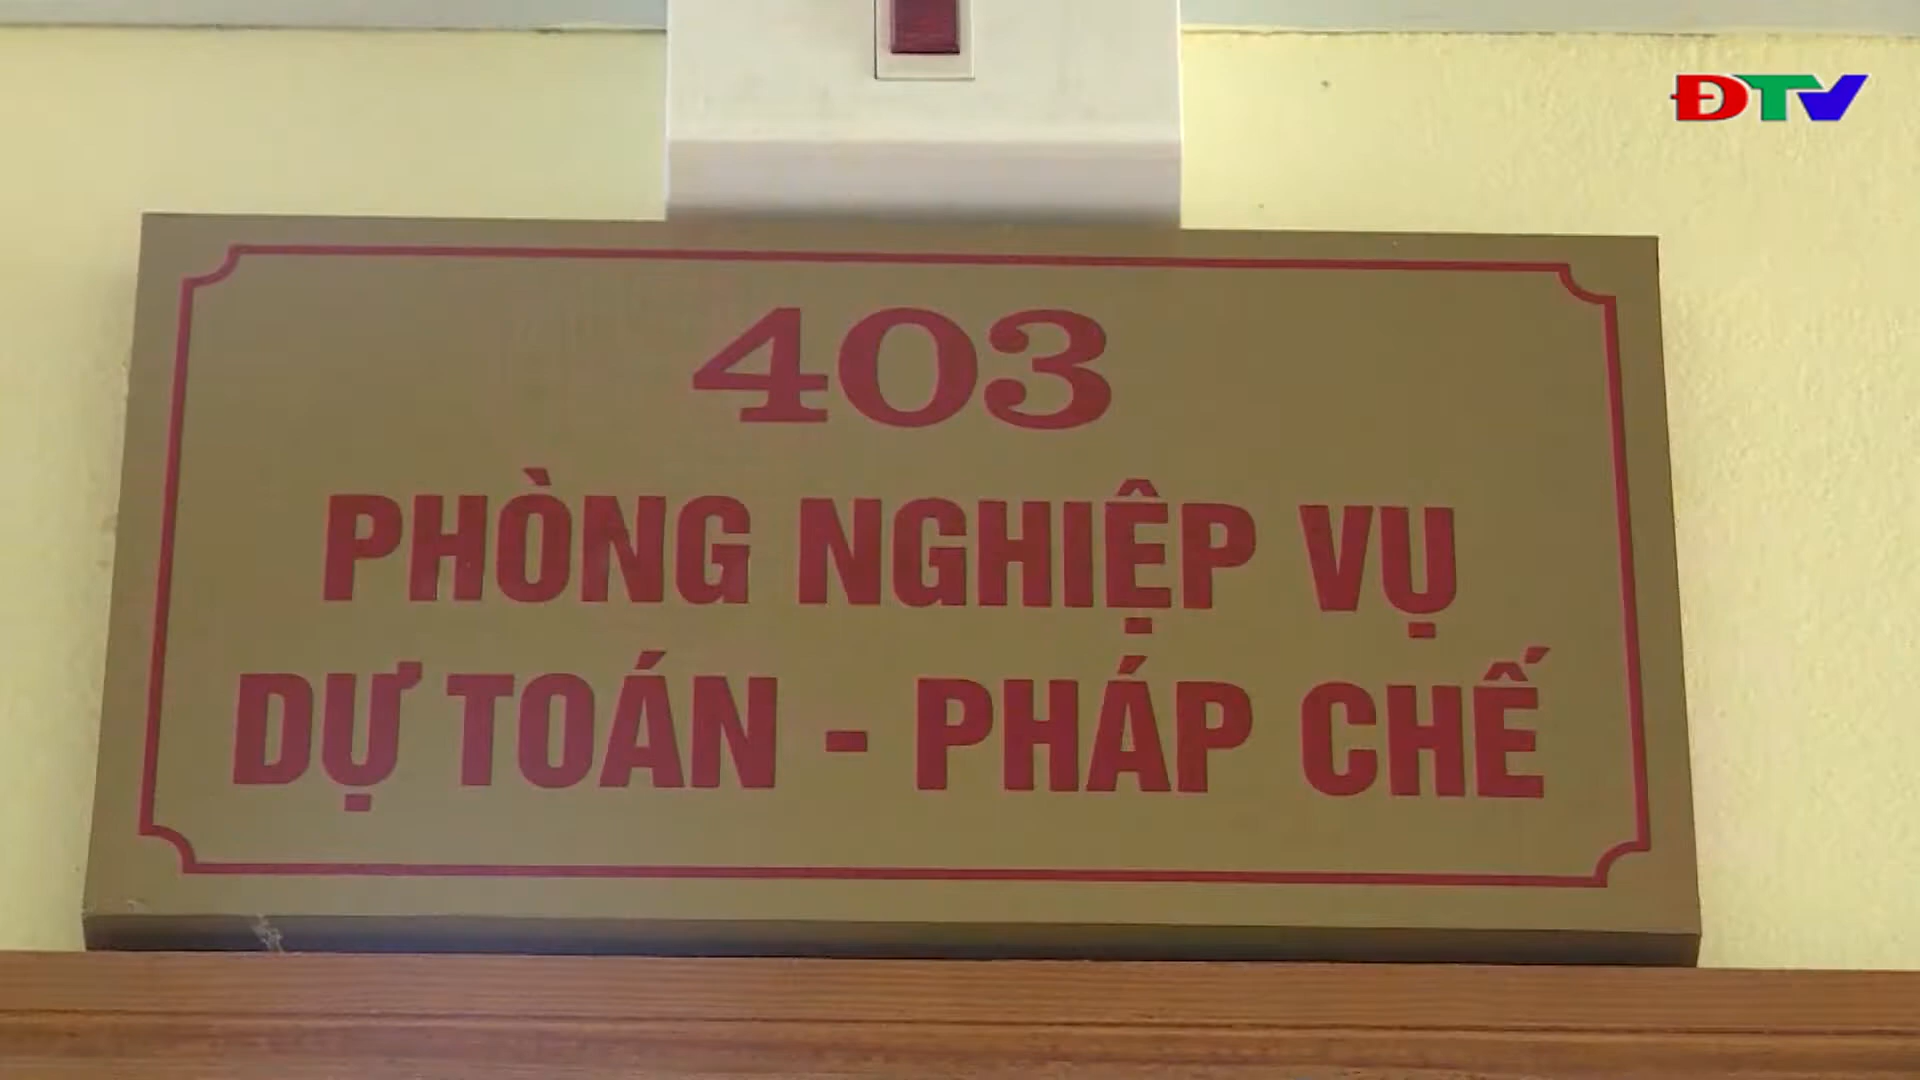 ĐTV
403
PHÒNG NGHIỆP VỤ
DỰ TOÁN - PHÁP CHẾ